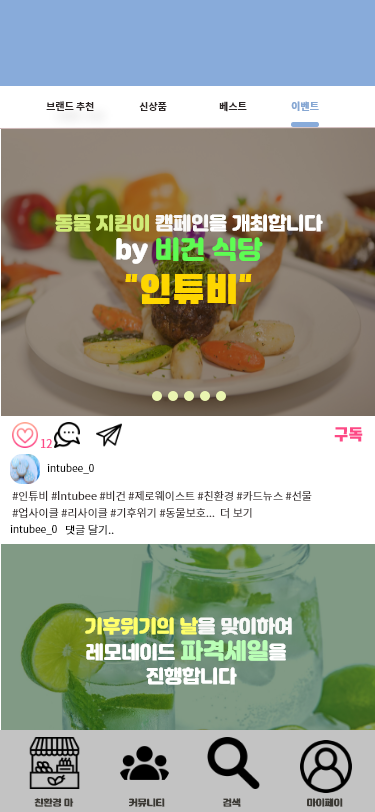 브랜드 추천 신상품 베스트 이벤트
동물 지킴이 캠페인을 개최합니다
by 비건 식당
"인튜비"
12
구독
intubee_0
#인튜비 #Intubee #비건 #제로웨이스트 #친환경 #카드뉴스 #선물
#업사이클 #리사이클 #기후위기 #동물보호... 더 보기
intubee_0 댓글 달기..
기후위기의 날을 맞이하여
레모네이드 파격세일을
진행합니다
친환경 마 커뮤니티 검색 마이페이